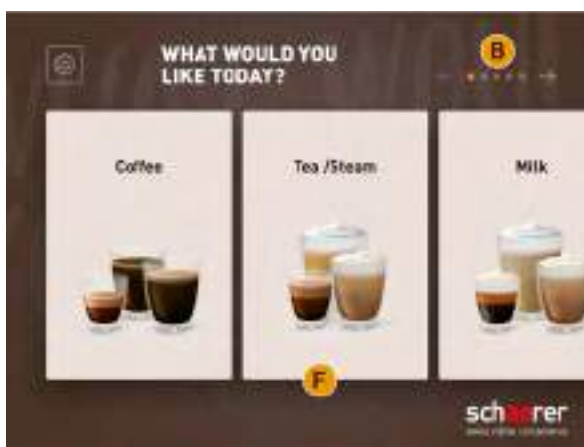 WHAT WOULD YOU
LIKE TODAY?
B
Coffee
Tea /Steam
Milk
F
schaerer